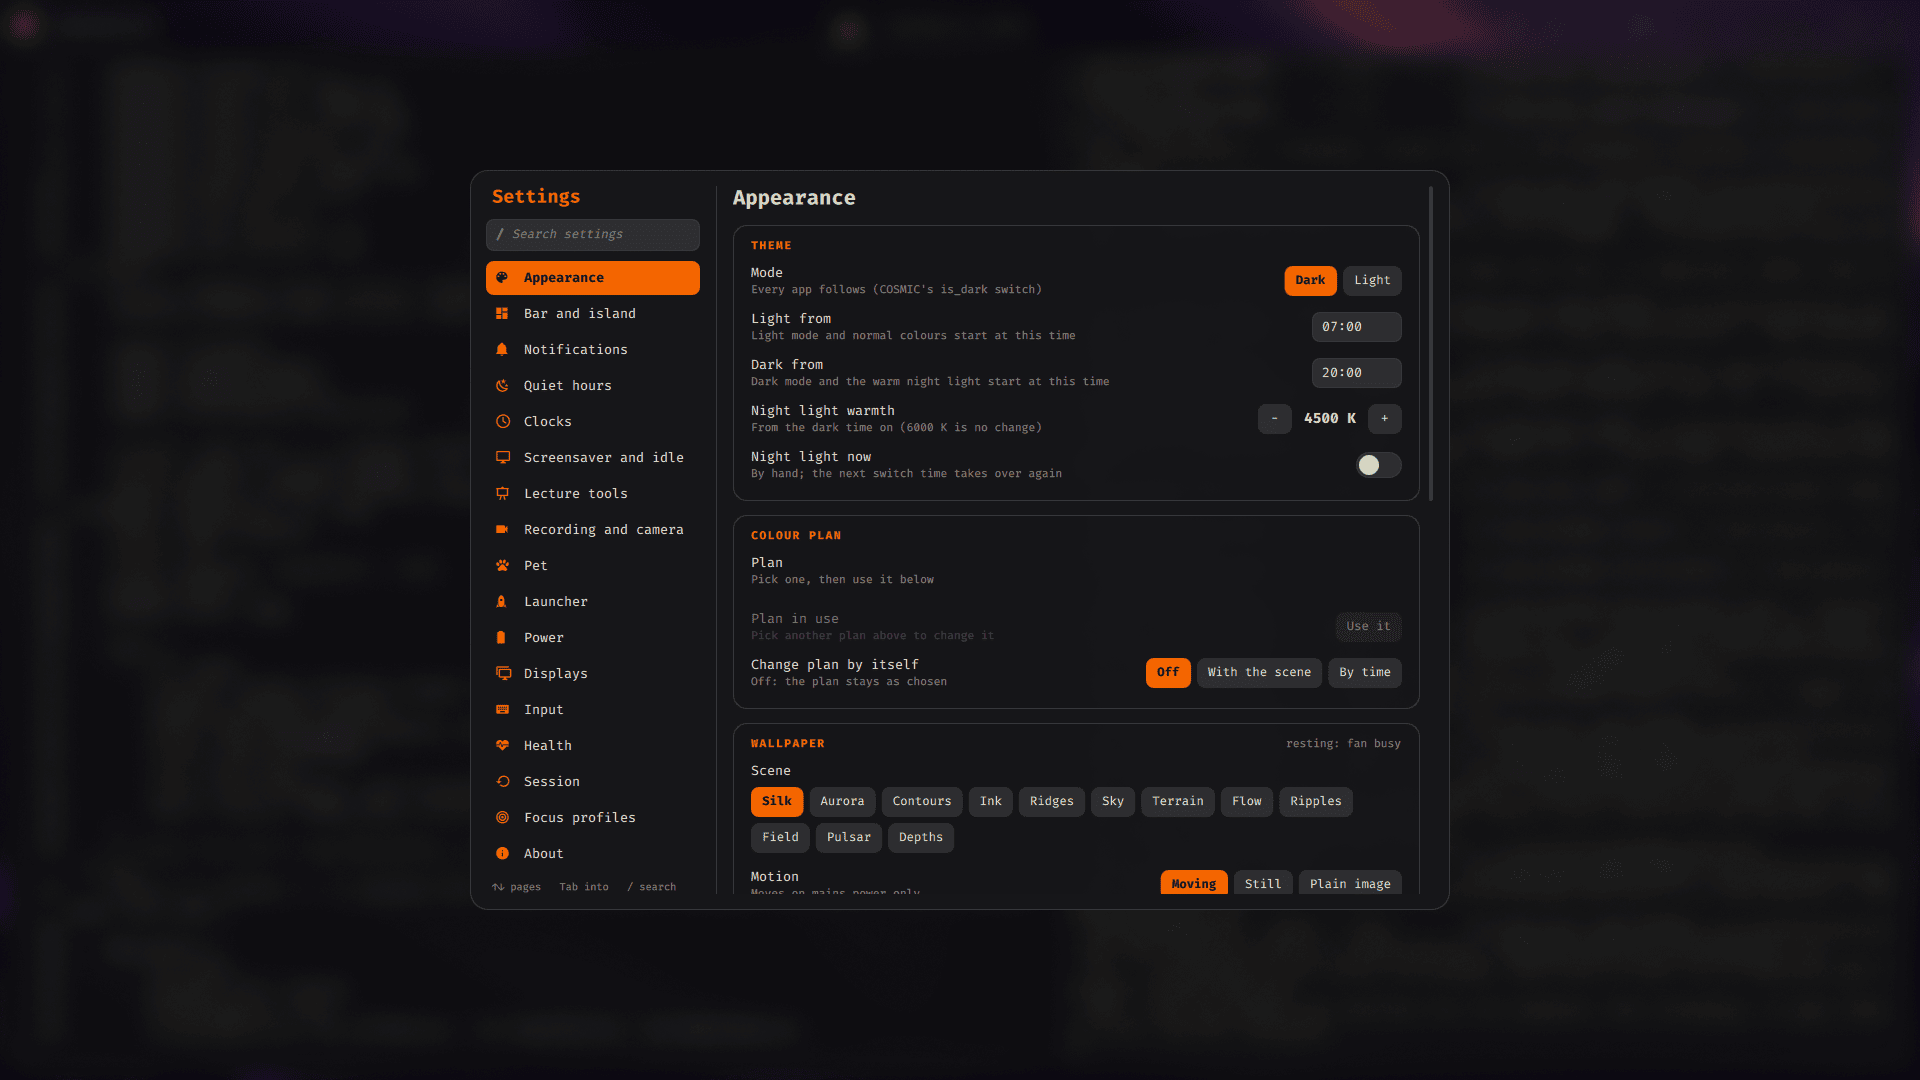 Settings
/ Search settings
Appearance
Bar and island
Notifications
Quiet hours
Clocks
Screensaver and idle
Lecture tools
Recording and camera
Pet
Launcher
Power
Displays
Input
Health
Session
Focus profiles
About
↑↓ pages Tab into / search
Appearance
THEME
Mode
Every app follows (COSMIC's is_dark switch)
Dark Light
Light from
Light mode and normal colours start at this time
07:00
Dark from
Dark mode and the warm night light start at this time
20:00
Night light warmth
From the dark time on (6000 K is no change)
- 4500 K +
Night light now
By hand; the next switch time takes over again
COLOUR PLAN
Plan
Pick one, then use it below
Plan in use
Pick another plan above to change it
Use it
Change plan by itself
Off: the plan stays as chosen
Off With the scene By time
WALLPAPER resting: fan busy
Scene
Silk Aurora Contours Ink Ridges Sky Terrain Flow Ripples
Field Pulsar Depths
Motion
Moves on mains power only
Moving Still Plain image